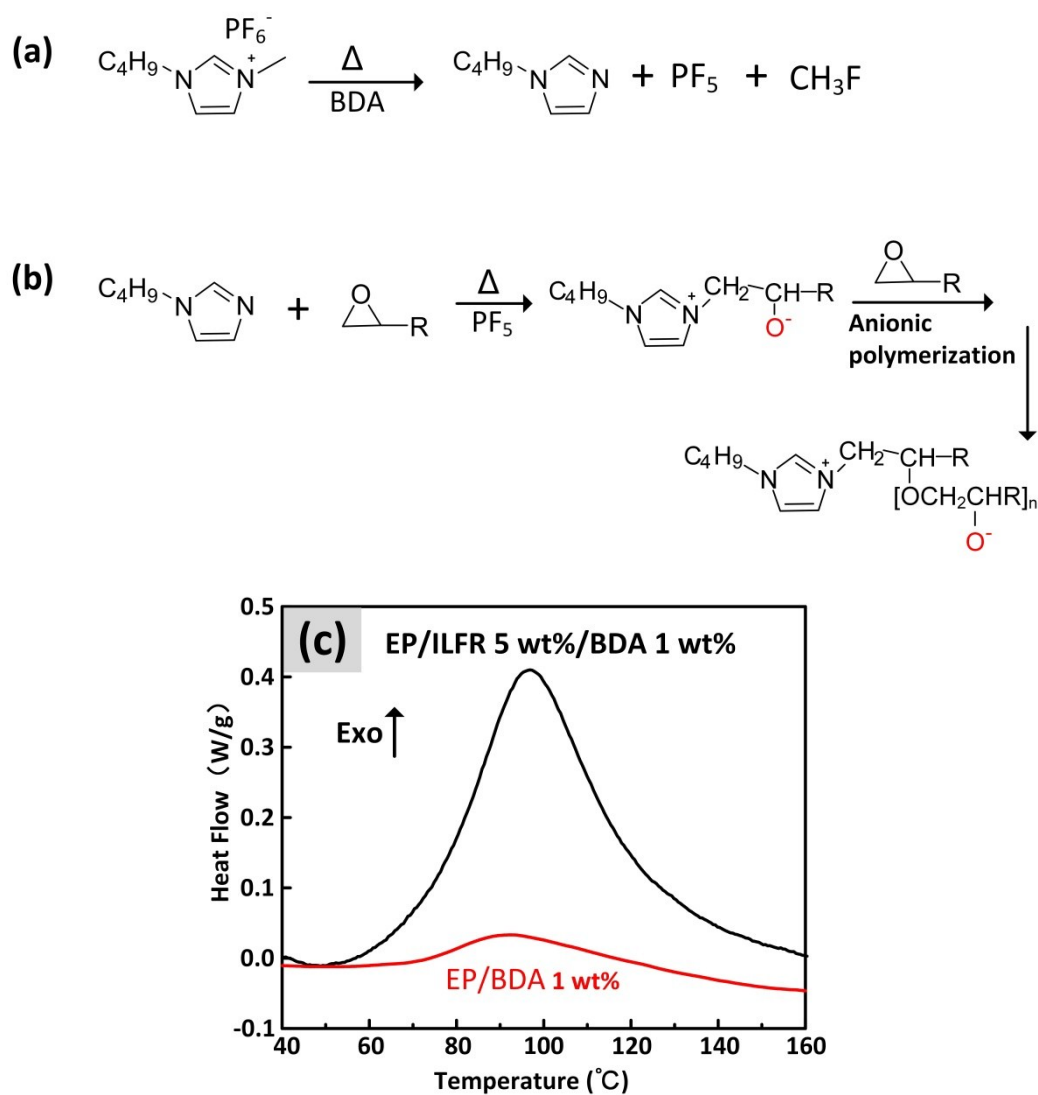 (a)
PF₆⁻
C₄H₉ N N + Δ BDA C₄H₉ N N + PF₅ + CH₃F
(b)
C₄H₉ N N + O R Δ PF₅ C₄H₉ N N + CH₂ CH–R O⁻ O R Anionic polymerization
C₄H₉ N N + CH₂ CH–R
[OCH₂CHR]ₙ
O⁻
(c)
EP/ILFR 5 wt%/BDA 1 wt%
Exo
EP/BDA 1 wt%
Heat Flow (W/g)
0.5
0.4
0.3
0.2
0.1
0.0
-0.1
40 60 80 100 120 140 160
Temperature (℃)